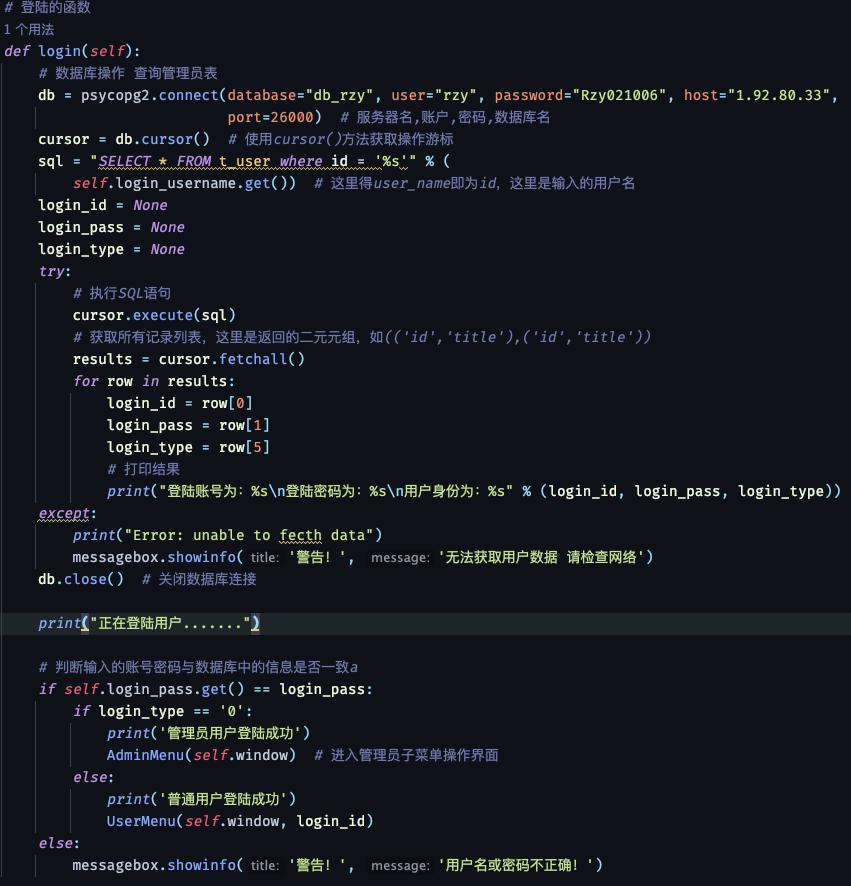 # 登陆的函数
1 个用法
def login(self):
    # 数据库操作 查询管理员表
    db = psycopg2.connect(database="db_rzy", user="rzy", password="Rzy021006", host="1.92.80.33",
                          port=26000)  # 服务器名,账户,密码,数据库名
    cursor = db.cursor()  # 使用cursor()方法获取操作游标
    sql = "SELECT * FROM t_user where id = '%s'" % (
        self.login_username.get())  # 这里得user_name即为id，这里是输入的用户名
    login_id = None
    login_pass = None
    login_type = None
    try:
        # 执行SQL语句
        cursor.execute(sql)
        # 获取所有记录列表，这里是返回的二元元组，如(('id','title'),('id','title'))
        results = cursor.fetchall()
        for row in results:
            login_id = row[0]
            login_pass = row[1]
            login_type = row[5]
            # 打印结果
            print("登陆账号为：%s\n登陆密码为：%s\n用户身份为：%s" % (login_id, login_pass, login_type))
    except:
        print("Error: unable to fecth data")
        messagebox.showinfo( title: '警告！', message: '无法获取用户数据 请检查网络')
    db.close()  # 关闭数据库连接
    print("正在登陆用户.......")
    # 判断输入的账号密码与数据库中的信息是否一致a
    if self.login_pass.get() == login_pass:
        if login_type == '0':
            print('管理员用户登陆成功')
            AdminMenu(self.window)  # 进入管理员子菜单操作界面
        else:
            print('普通用户登陆成功')
            UserMenu(self.window, login_id)
    else:
        messagebox.showinfo( title: '警告！', message: '用户名或密码不正确！')